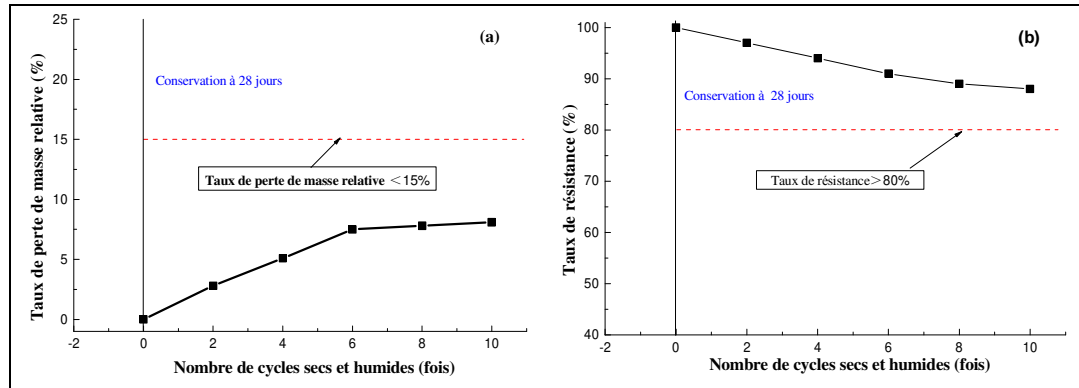 (a)
Taux de perte de masse relative (%)
25
20
15
10
5
0
Conservation à 28 jours
Taux de perte de masse relative <15%
-2 0 2 4 6 8 10
Nombre de cycles secs et humides (fois)
(b)
Taux de résistance (%)
100
90
80
70
60
50
40
Conservation à 28 jours
Taux de résistance>80%
-2 0 2 4 6 8 10
Nombre de cycles secs et humides (fois)